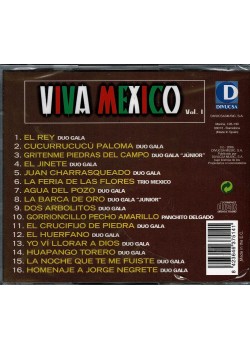 VIVA MEXICO
Vol. 1
D
DIVUCSA
1. EL REY DUO GALA
2. CUCURRUCUCÚ PALOMA DUO GALA
3. GRITENME PIEDRAS DEL CAMPO DUO GALA "JÚNIOR"
4. EL JINETE DUO GALA
5. JUAN CHARRASQUEADO DUO GALA
6. LA FERIA DE LAS FLORES TRIO MEXICO
7. AGUA DEL POZO DUO GALA
8. LA BARCA DE ORO DUO GALA "JUNIOR"
9. DOS ARBOLITOS DUO GALA
10. GORRIONCILLO PECHO AMARILLO PANCHITO DELGADO
11. EL CRUCIFIJO DE PIEDRA DUO GALA
12. EL HUERFANO DUO GALA
13. YO VÍ LLORAR A DIOS DUO GALA
14. HUAPANGO TORERO DUO GALA
15. LA NOCHE QUE TE ME FUISTE DUO GALA
16. HOMENAJE A JORGE NEGRETE DUO GALA